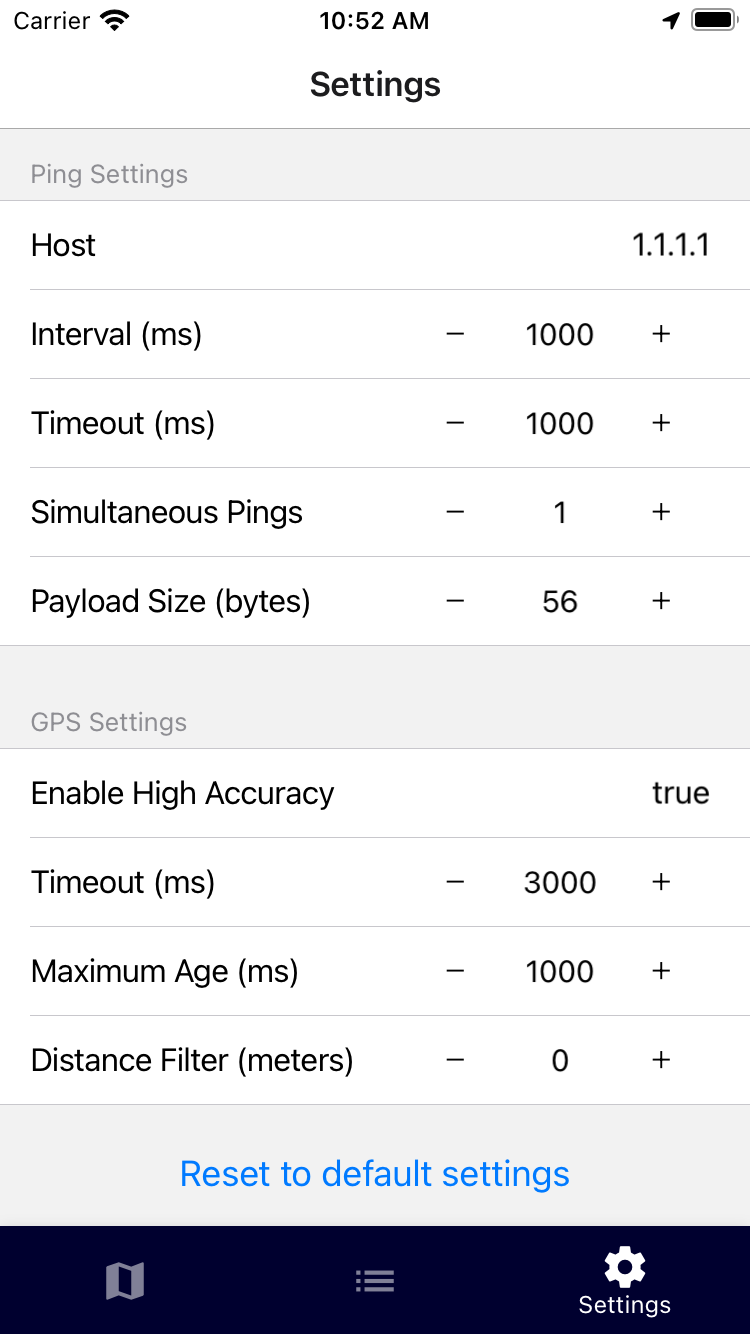 Carrier 10:52 AM
Settings
Ping Settings
Host 1.1.1.1
Interval (ms) − 1000 +
Timeout (ms) − 1000 +
Simultaneous Pings − 1 +
Payload Size (bytes) − 56 +
GPS Settings
Enable High Accuracy true
Timeout (ms) − 3000 +
Maximum Age (ms) − 1000 +
Distance Filter (meters) − 0 +
Reset to default settings
Settings